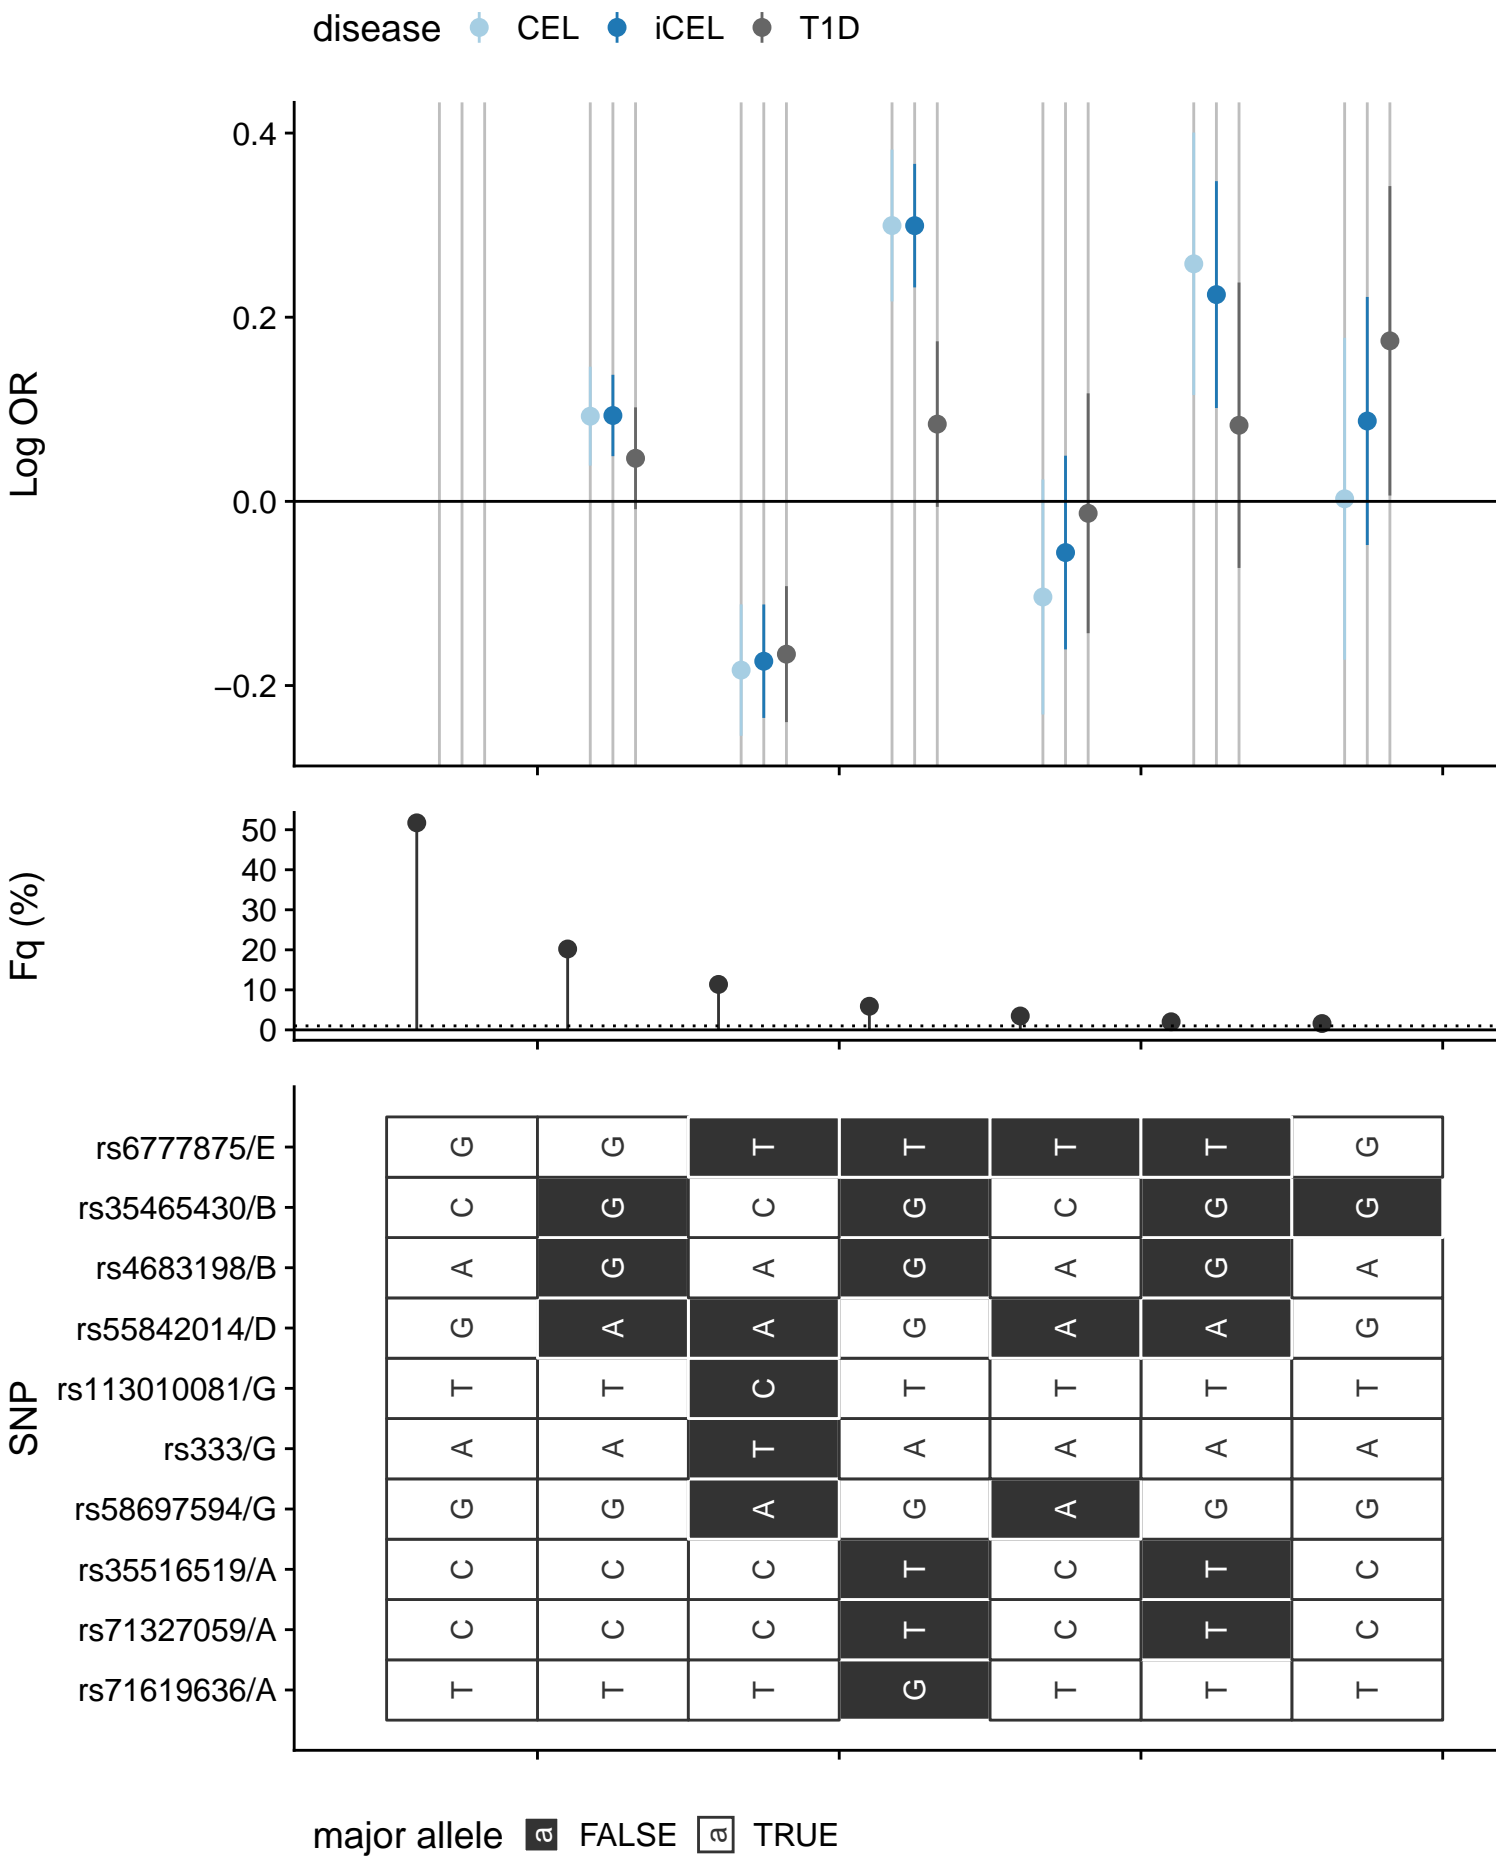 disease CEL iCEL T1D
0.4
0.2
0.0
−0.2
Log OR
50
40
30
20
10
0
Fq (%)
SNP
rs6777875/E G G T T T T G
rs35465430/B C G C G C G G
rs4683198/B A G A G A G A
rs55842014/D G A A G A A G
rs113010081/G T T C T T T T
rs333/G A A T A A A A
rs58697594/G G G A G A G G
rs35516519/A C C C T C T C
rs71327059/A C C C T C T C
rs71619636/A T T T G T T T
major allele a FALSE a TRUE